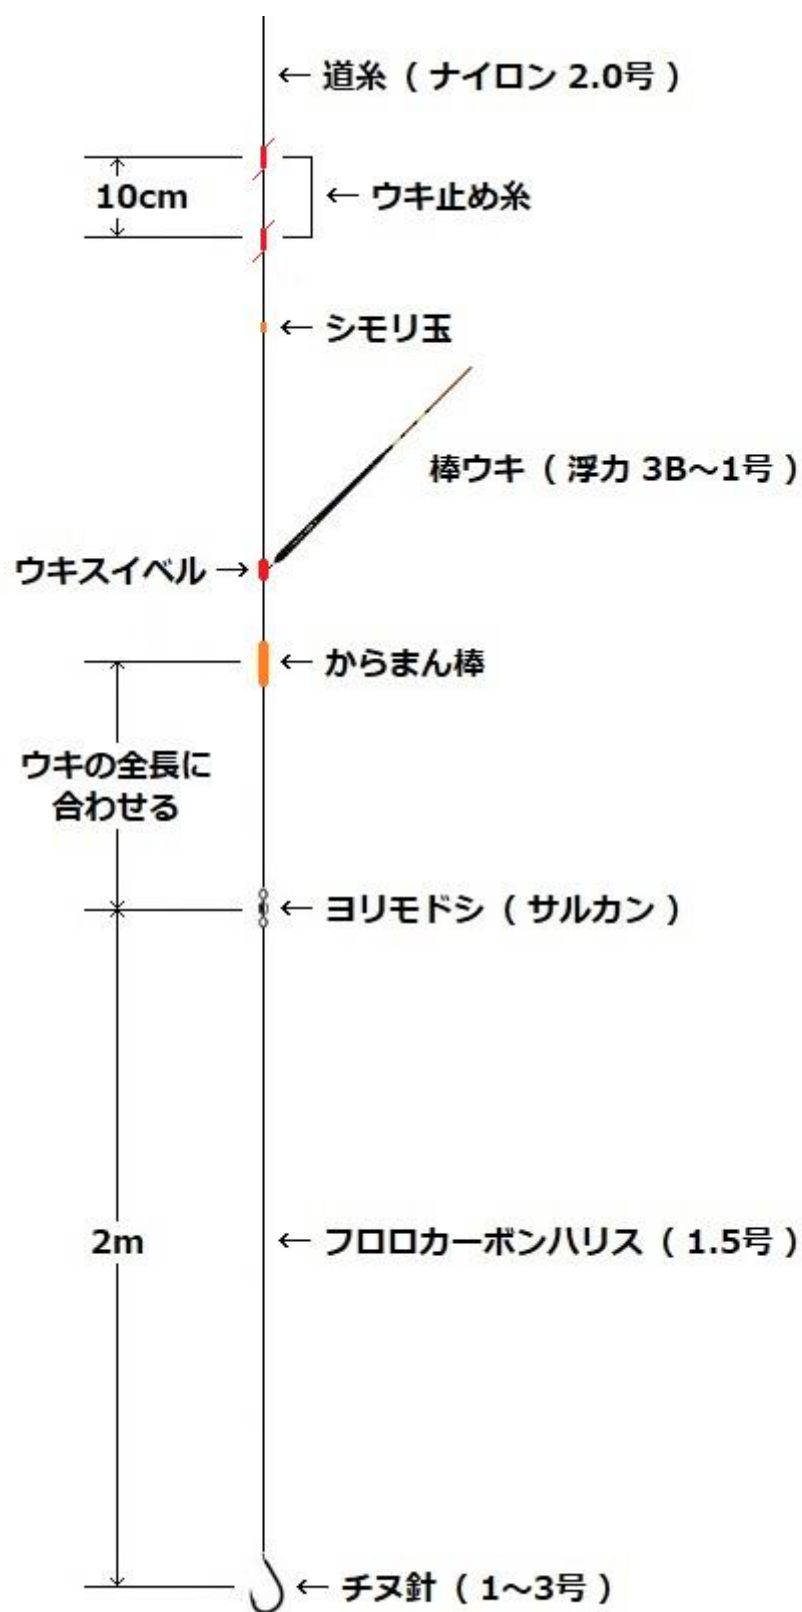 ← 道糸 ( ナイロン 2.0号 )
10cm
← ウキ止め糸
← シモリ玉
棒ウキ ( 浮力 3B～1号 )
ウキスイベル →
← からまん棒
ウキの全長に
合わせる
← ヨリモドシ ( サルカン )
2m
← フロロカーボンハリス ( 1.5号 )
← チヌ針 ( 1～3号 )